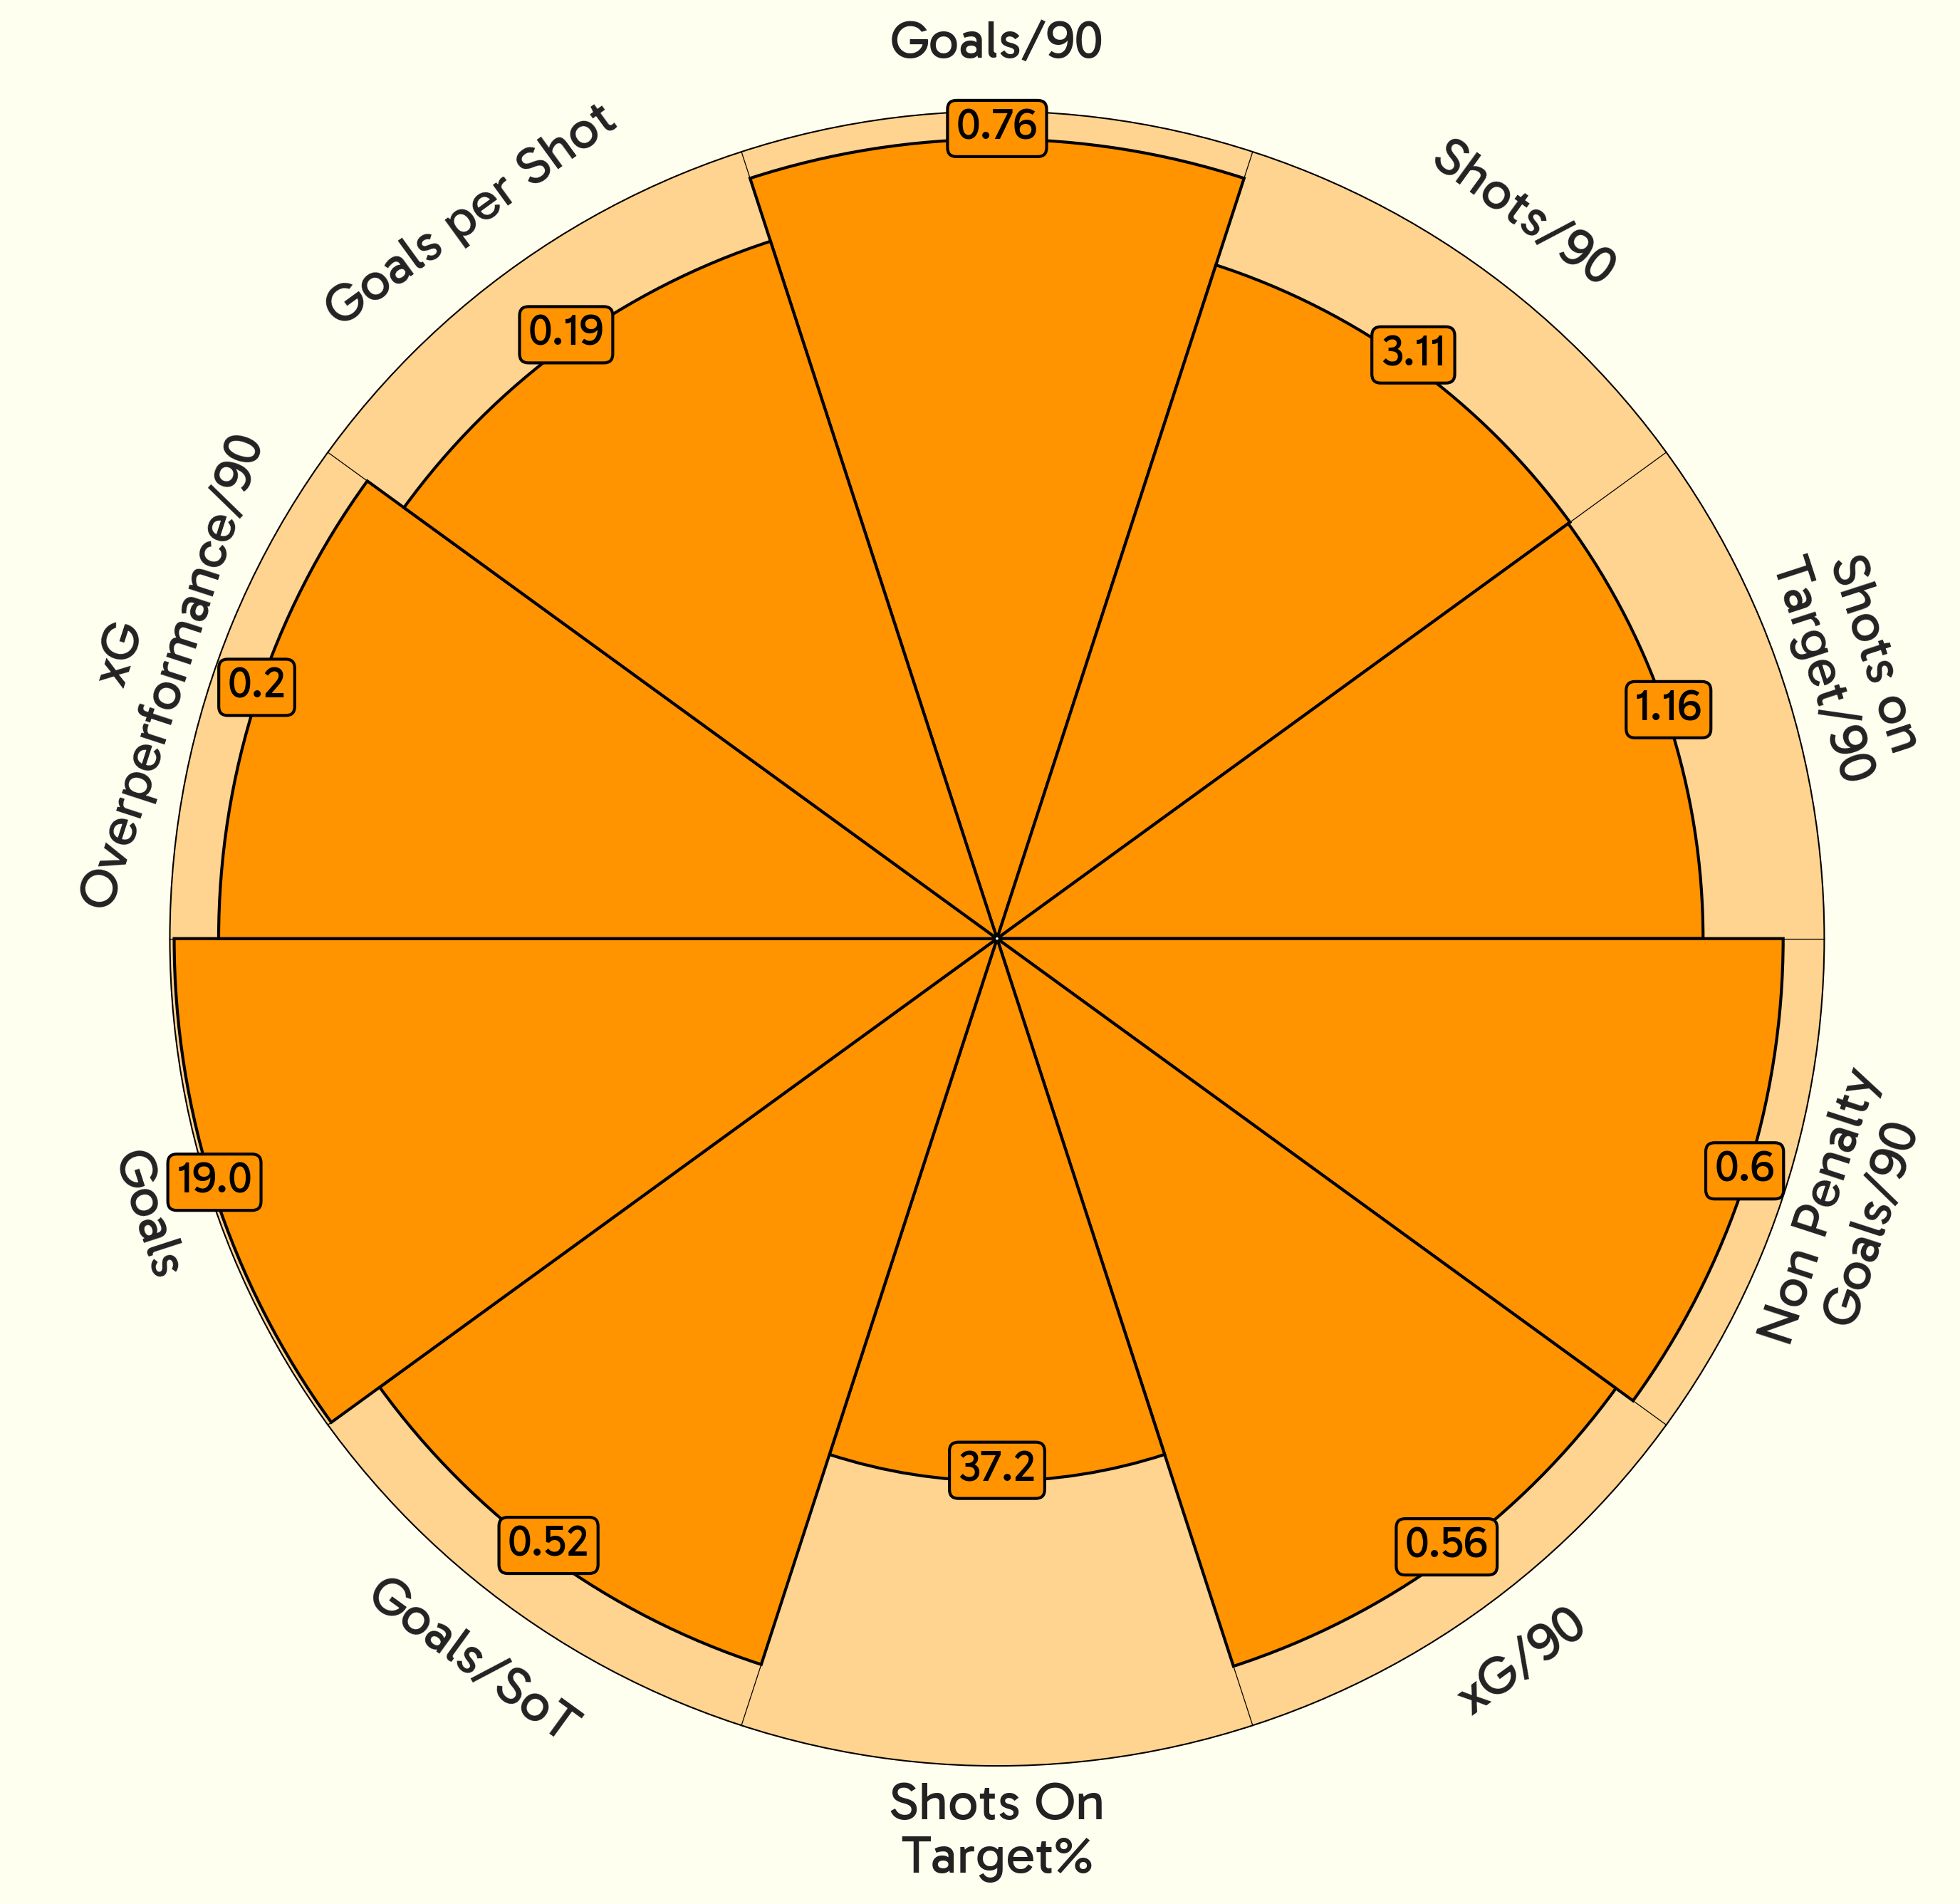 Goals/90
0.76
Shots/90
3.11
Shots on
Target/90
1.16
Non Penalty
Goals/90
0.6
xG/90
0.56
Shots On
Target%
37.2
Goals/SoT
0.52
Goals
19.0
xG
Overperformance/90
0.2
Goals per Shot
0.19